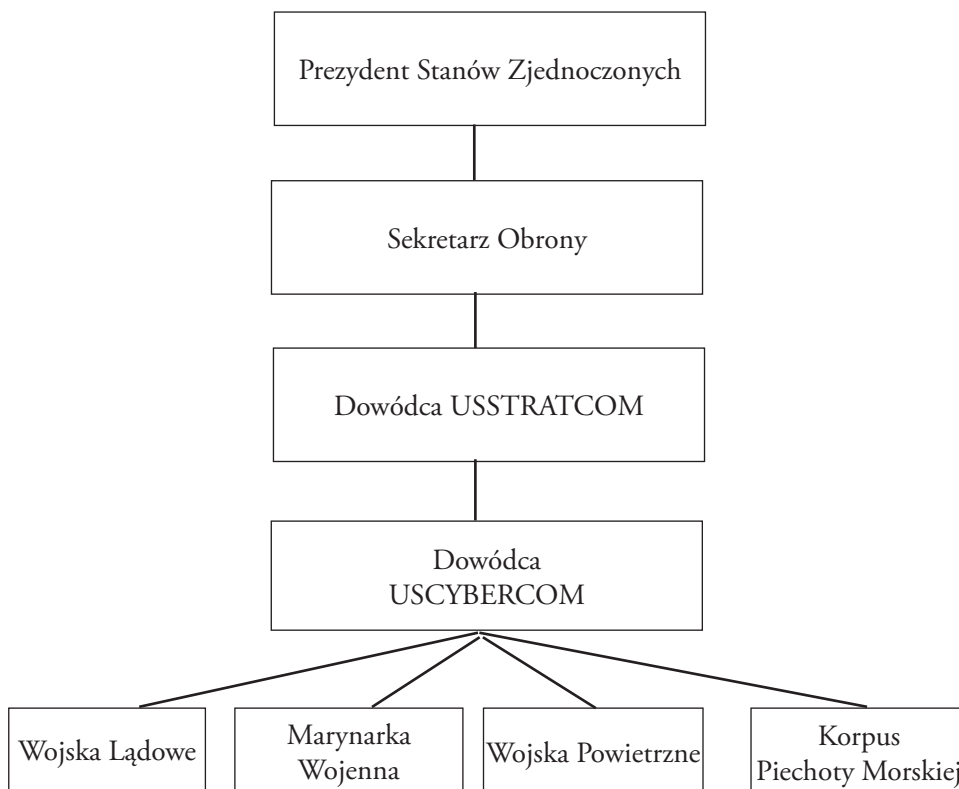 Prezydent Stanów Zjednoczonych
Sekretarz Obrony
Dowódca USSTRATCOM
Dowódca
USCYBERCOM
Wojska Lądowe
Marynarka
Wojenna
Wojska Powietrzne
Korpus
Piechoty Morskiej